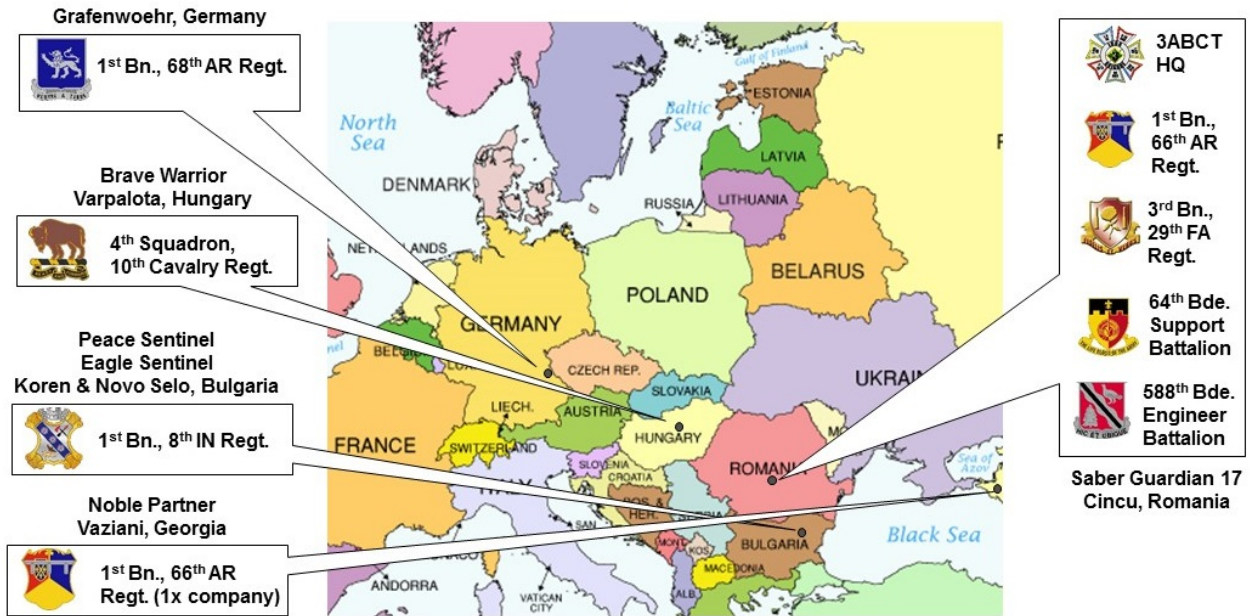 Grafenwoehr, Germany
1st Bn., 68th AR Regt.
Brave Warrior
Varpalota, Hungary
4th Squadron,
10th Cavalry Regt.
Peace Sentinel
Eagle Sentinel
Koren & Novo Selo, Bulgaria
1st Bn., 8th IN Regt.
Noble Partner
Vaziani, Georgia
1st Bn., 66th AR
Regt. (1x company)
3ABCT
HQ
1st Bn.,
66th AR
Regt.
3rd Bn.,
29th FA
Regt.
64th Bde.
Support
Battalion
588th Bde.
Engineer
Battalion
Saber Guardian 17
Cincu, Romania
Gulf of Finland
ESTONIA
North
Sea
Baltic
Sea
LATVIA
DENMARK
LITHUANIA
RUSSIA
BELARUS
POLAND
GERMANY
CZECH REP.
SLOVAKIA
UKRAIN
LIECH.
AUSTRIA
HUNGARY
FRANCE
SWITZERLAND
SLOVENIA
CROATIA
ROMANIA
Sea of
Azov
BOS. &
HER.
SAN
MONT.
KOS.
BULGARIA
Black Sea
MACEDONIA
ANDORRA
VATICAN
CITY
ALB.